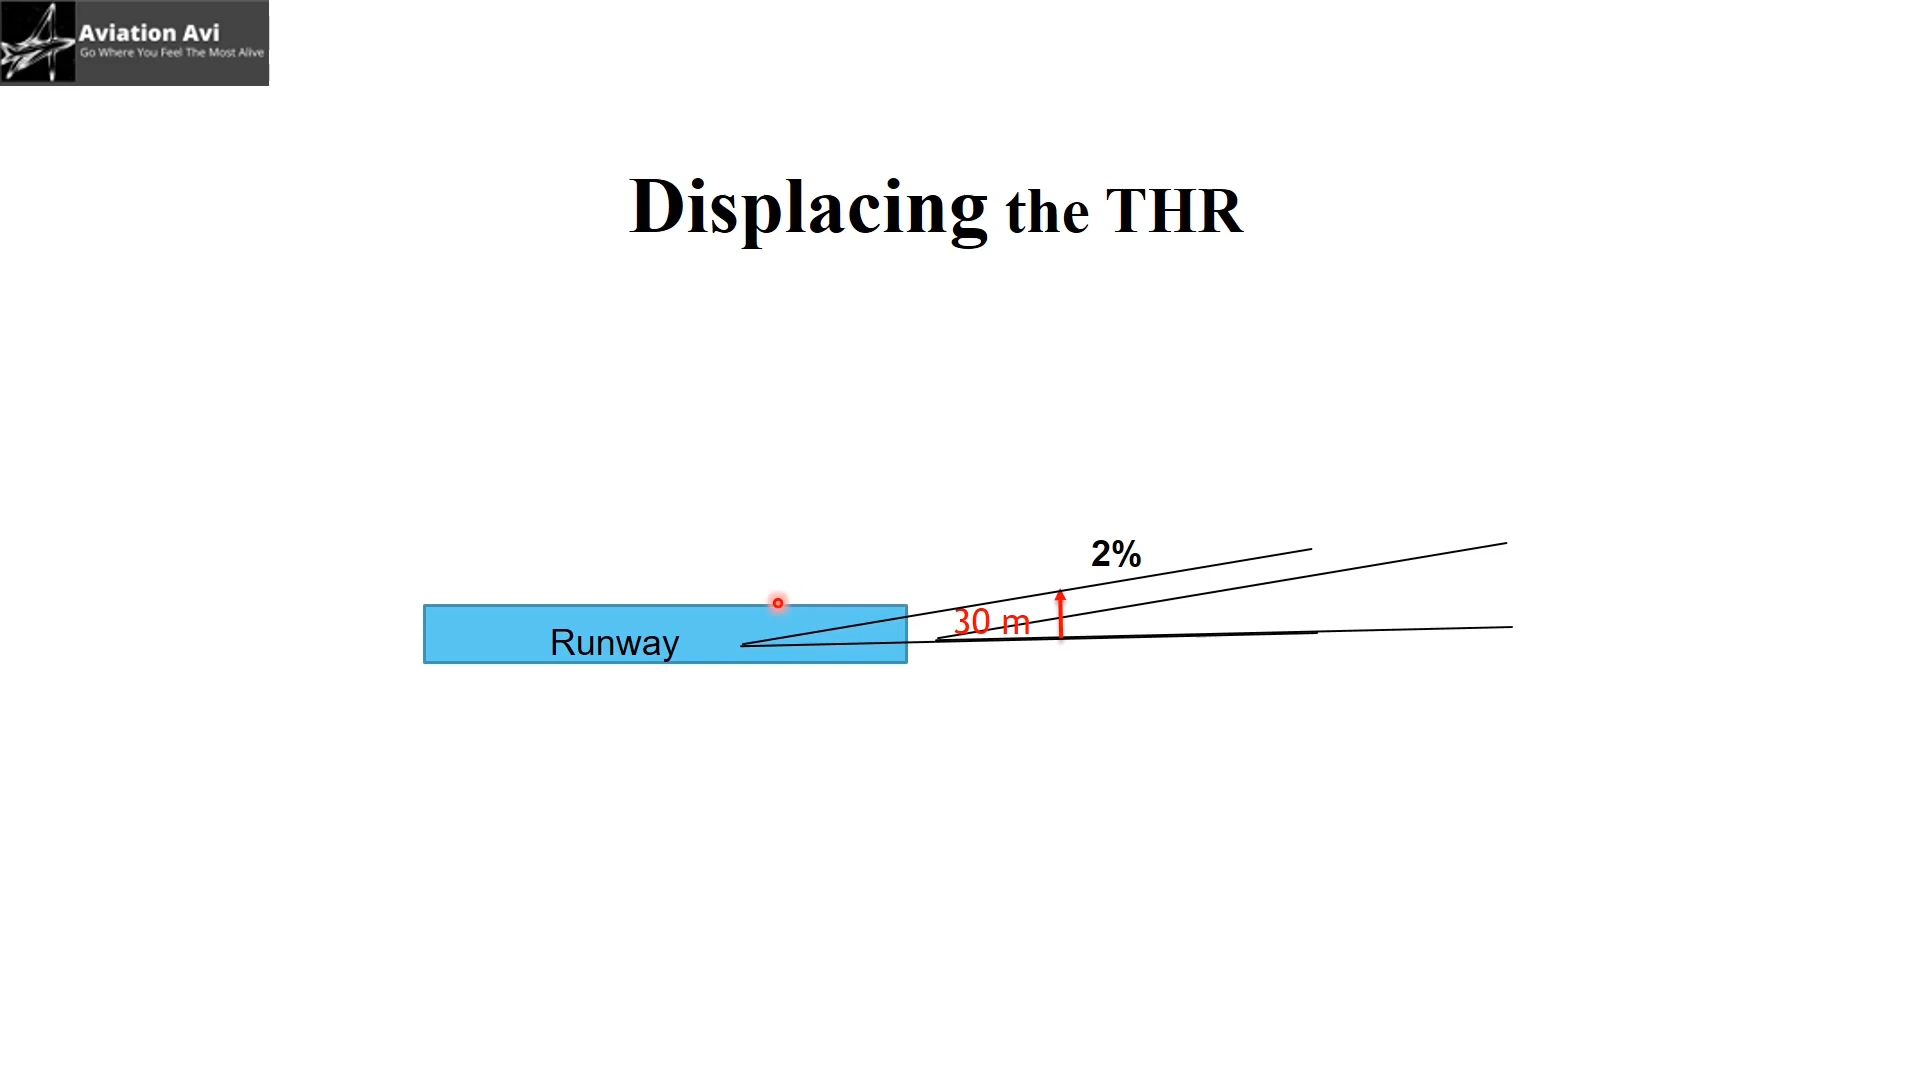 Aviation Avi
Go Where You Feel The Most Alive
Displacing the THR
2%
30 m
Runway